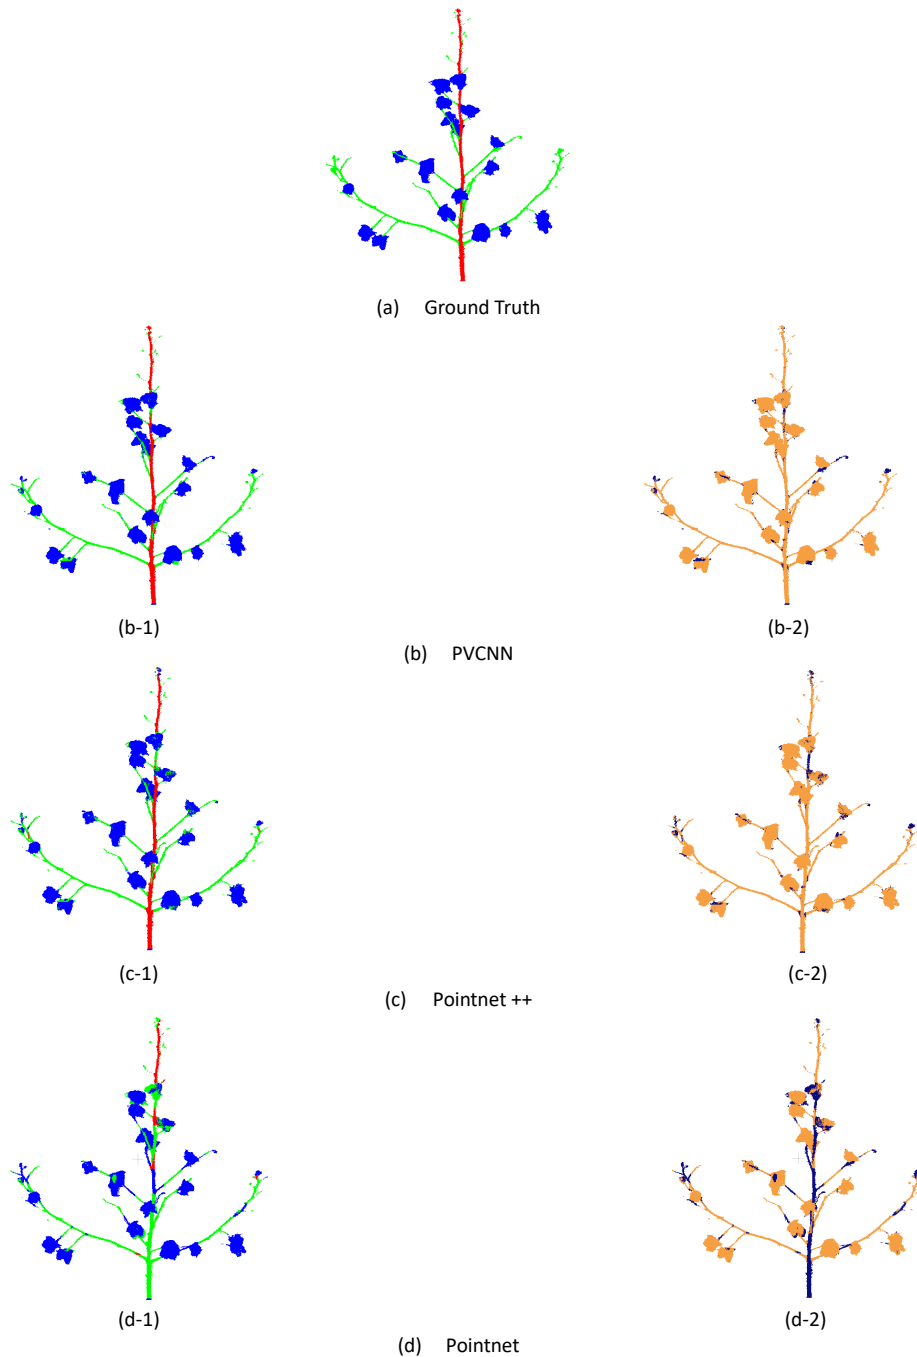 (a) Ground Truth
(b-1) (b-2)
(b) PVCNN
(c-1) (c-2)
(c) Pointnet ++
(d-1) (d-2)
(d) Pointnet